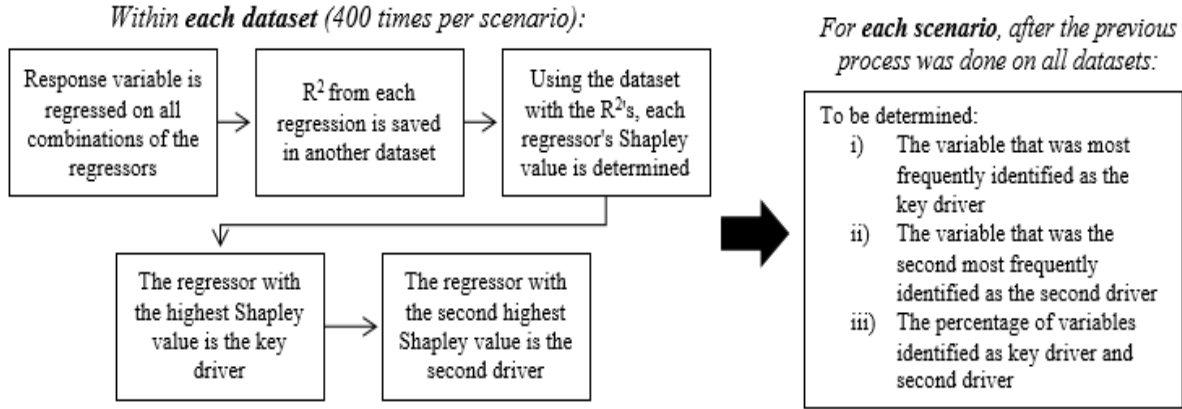 Within each dataset (400 times per scenario):
Response variable is
regressed on all
combinations of the
regressors
R² from each
regression is saved
in another dataset
Using the dataset
with the R²'s, each
regressor's Shapley
value is determined
The regressor with
the highest Shapley
value is the key
driver
The regressor with
the second highest
Shapley value is the
second driver
For each scenario, after the previous
process was done on all datasets:
To be determined:
i) The variable that was most
frequently identified as the
key driver
ii) The variable that was the
second most frequently
identified as the second driver
iii) The percentage of variables
identified as key driver and
second driver